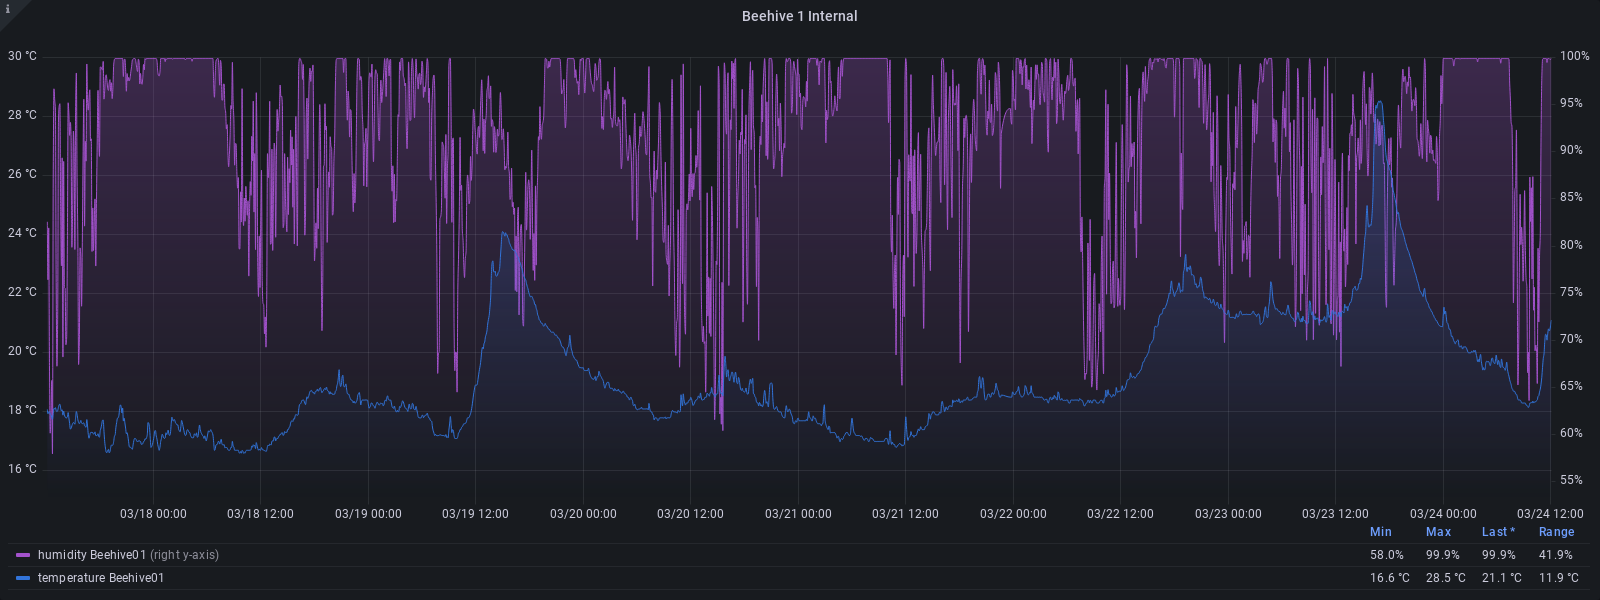 i
Beehive 1 Internal
30 °C 100%
28 °C 95%
90%
26 °C 85%
24 °C 80%
22 °C 75%
20 °C 70%
65%
18 °C 60%
16 °C 55%
03/18 00:00 03/18 12:00 03/19 00:00 03/19 12:00 03/20 00:00 03/20 12:00 03/21 00:00 03/21 12:00 03/22 00:00 03/22 12:00 03/23 00:00 03/23 12:00 03/24 00:00 03/24 12:00
Min Max Last * Range
humidity Beehive01 (right y-axis) 58.0% 99.9% 99.9% 41.9%
temperature Beehive01 16.6 °C 28.5 °C 21.1 °C 11.9 °C